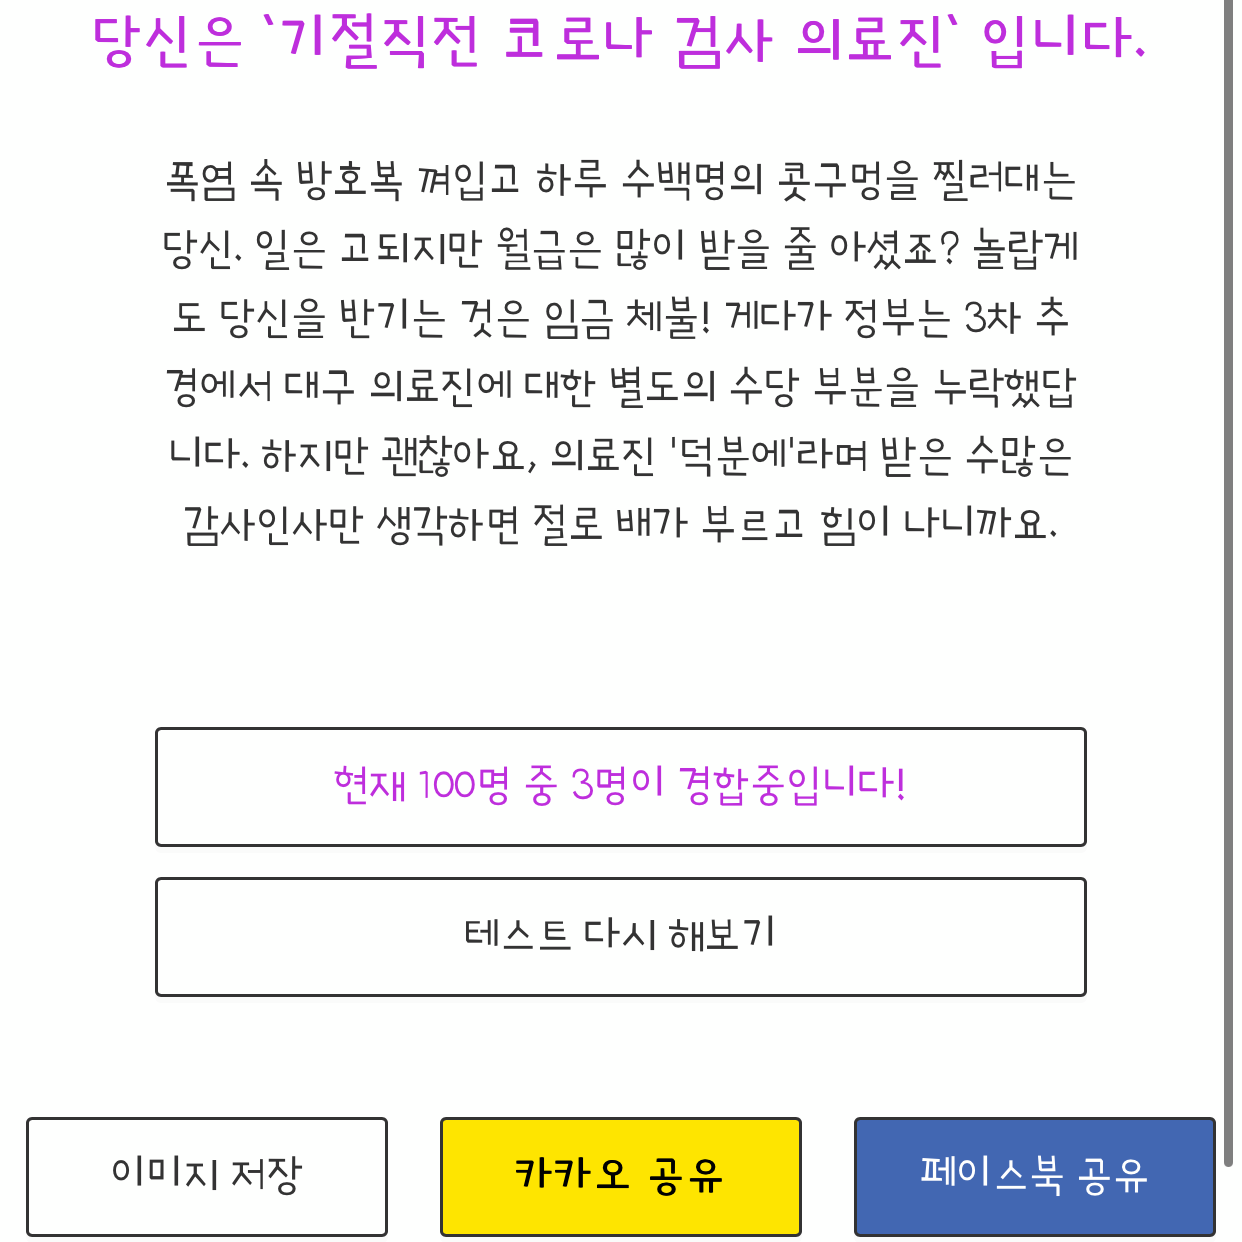 당신은 `기절직전 코로나 검사 의료진` 입니다.
폭염 속 방호복 껴입고 하루 수백명의 콧구멍을 찔러대는
당신. 일은 고되지만 월급은 많이 받을 줄 아셨죠? 놀랍게
도 당신을 반기는 것은 임금 체불! 게다가 정부는 3차 추
경에서 대구 의료진에 대한 별도의 수당 부분을 누락했답
니다. 하지만 괜찮아요, 의료진 '덕분에'라며 받은 수많은
감사인사만 생각하면 절로 배가 부르고 힘이 나니까요.
현재 100명 중 3명이 경합중입니다!
테스트 다시 해보기
이미지 저장
카카오 공유
페이스북 공유